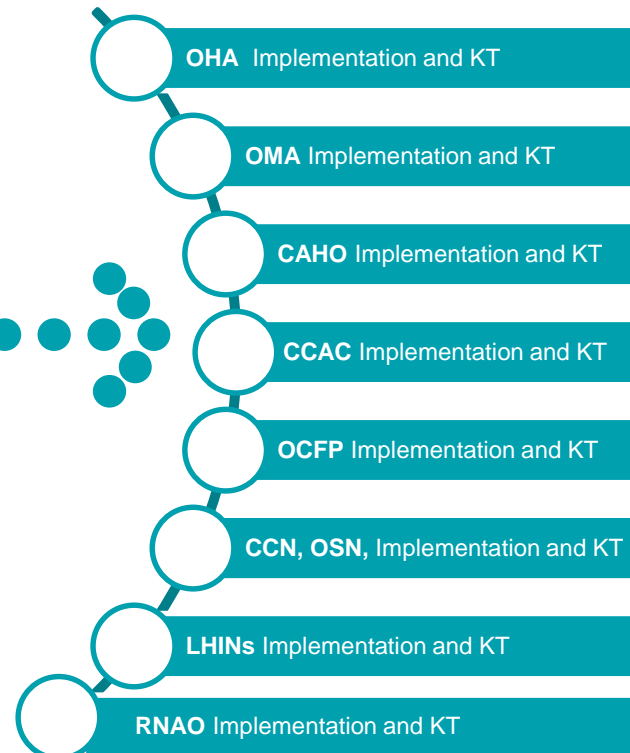 OHA Implementation and KT
OMA Implementation and KT
CAHO Implementation and KT
CCAC Implementation and KT
OCFP Implementation and KT
CCN, OSN, Implementation and KT
LHINs Implementation and KT
RNAO Implementation and KT